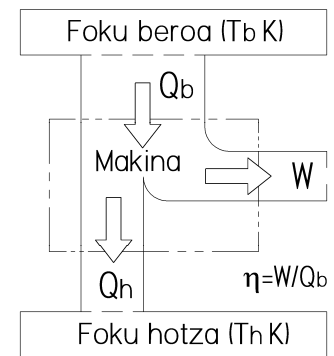 Foku beroa (Tb K)
Qb
Makina
W
Qh
η=W/Qb
Foku hotza (Th K)